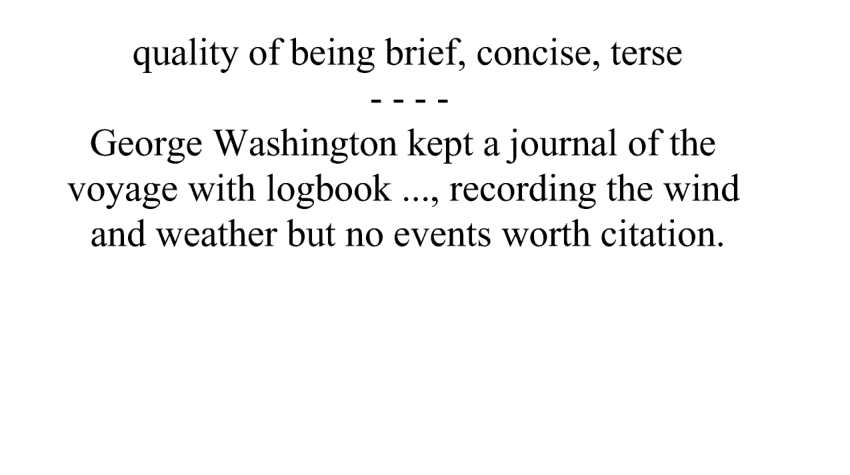 quality of being brief, concise, terse
- - - -
George Washington kept a journal of the
voyage with logbook ..., recording the wind
and weather but no events worth citation.